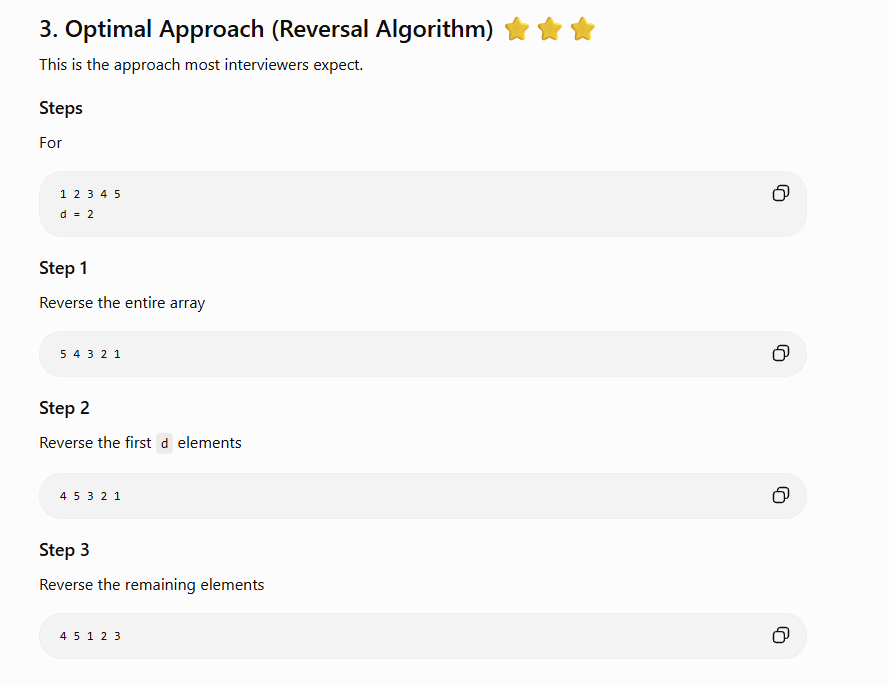 3. Optimal Approach (Reversal Algorithm) ⭐ ⭐ ⭐
This is the approach most interviewers expect.
Steps
For
1 2 3 4 5
d = 2
Step 1
Reverse the entire array
5 4 3 2 1
Step 2
Reverse the first d elements
4 5 3 2 1
Step 3
Reverse the remaining elements
4 5 1 2 3